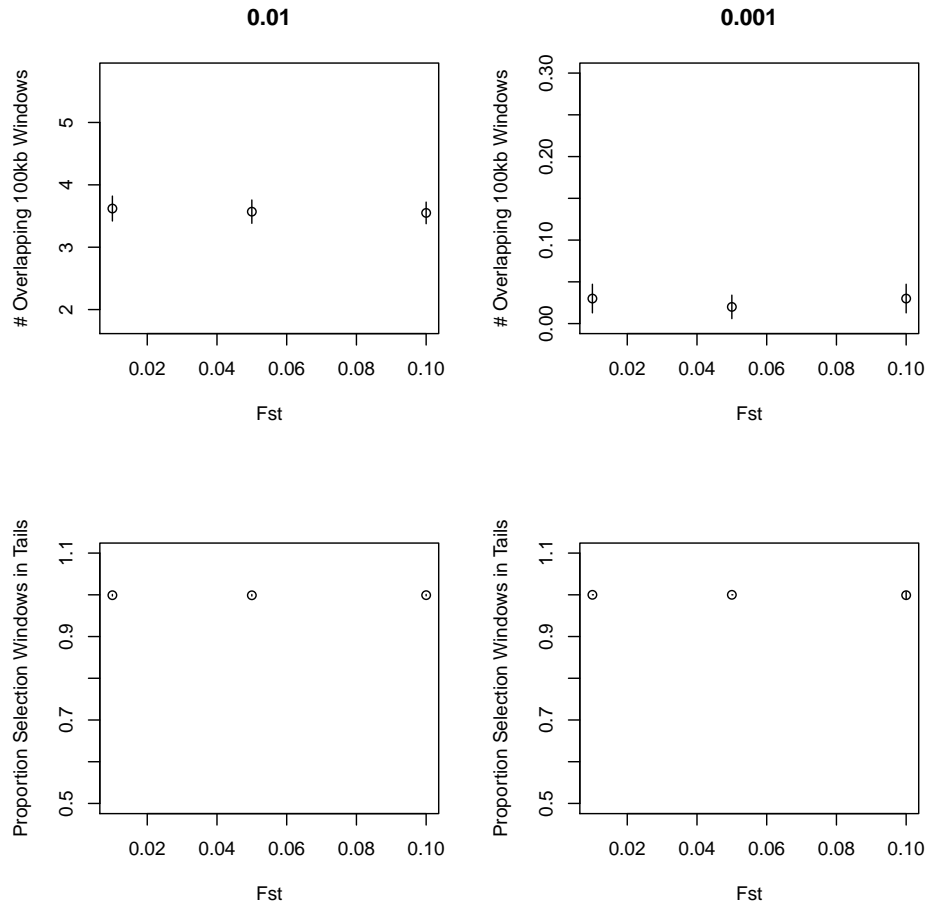 0.01
# Overlapping 100kb Windows
5
4
3
2
0.02 0.04 0.06 0.08 0.10
Fst
0.001
# Overlapping 100kb Windows
0.30
0.20
0.10
0.00
0.02 0.04 0.06 0.08 0.10
Fst
Proportion Selection Windows in Tails
1.1
0.9
0.7
0.5
0.02 0.04 0.06 0.08 0.10
Fst
Proportion Selection Windows in Tails
1.1
0.9
0.7
0.5
0.02 0.04 0.06 0.08 0.10
Fst